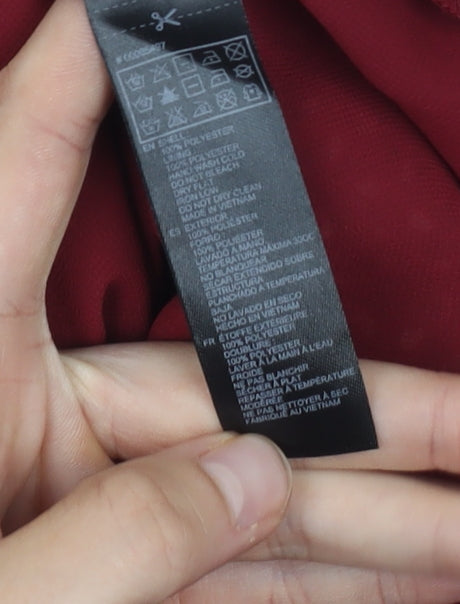 EN SHELL:
100% POLYESTER
LINING:
100% POLYESTER
HAND WASH COLD
DO NOT BLEACH
DRY FLAT
IRON LOW
DO NOT DRY CLEAN
MADE IN VIETNAM
ES EXTERIOR:
100% POLIÉSTER
FORRO:
100% POLIÉSTER
LAVADO A MANO
TEMPERATURA MÁXIMA 30ºC
NO BLANQUEAR
SECAR EXTENDIDO SOBRE
ESTRUCTURA
PLANCHADO A TEMPERATURA
BAJA
NO LAVADO EN SECO
HECHO EN VIETNAM
FR ÉTOFFE EXTÉRIEURE
100% POLYESTER
DOUBLURE:
100% POLYESTER
LAVER À LA MAIN À L'EAU
FROIDE
NE PAS BLANCHIR
SÉCHER À PLAT
REPASSER À TEMPÉRATURE
MODÉRÉE
NE PAS NETTOYER À SEC
FABRIQUÉ AU VIETNAM